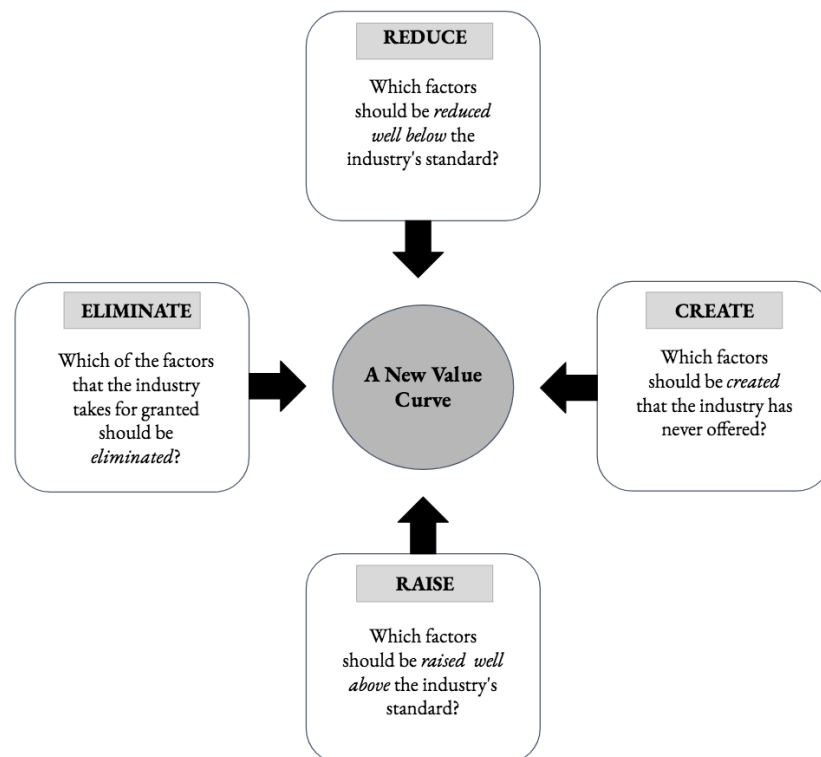 REDUCE
Which factors
should be reduced
well below the
industry's standard?
ELIMINATE
Which of the factors
that the industry
takes for granted
should be
eliminated?
A New Value
Curve
CREATE
Which factors
should be created
that the industry has
never offered?
RAISE
Which factors
should be raised well
above the industry's
standard?